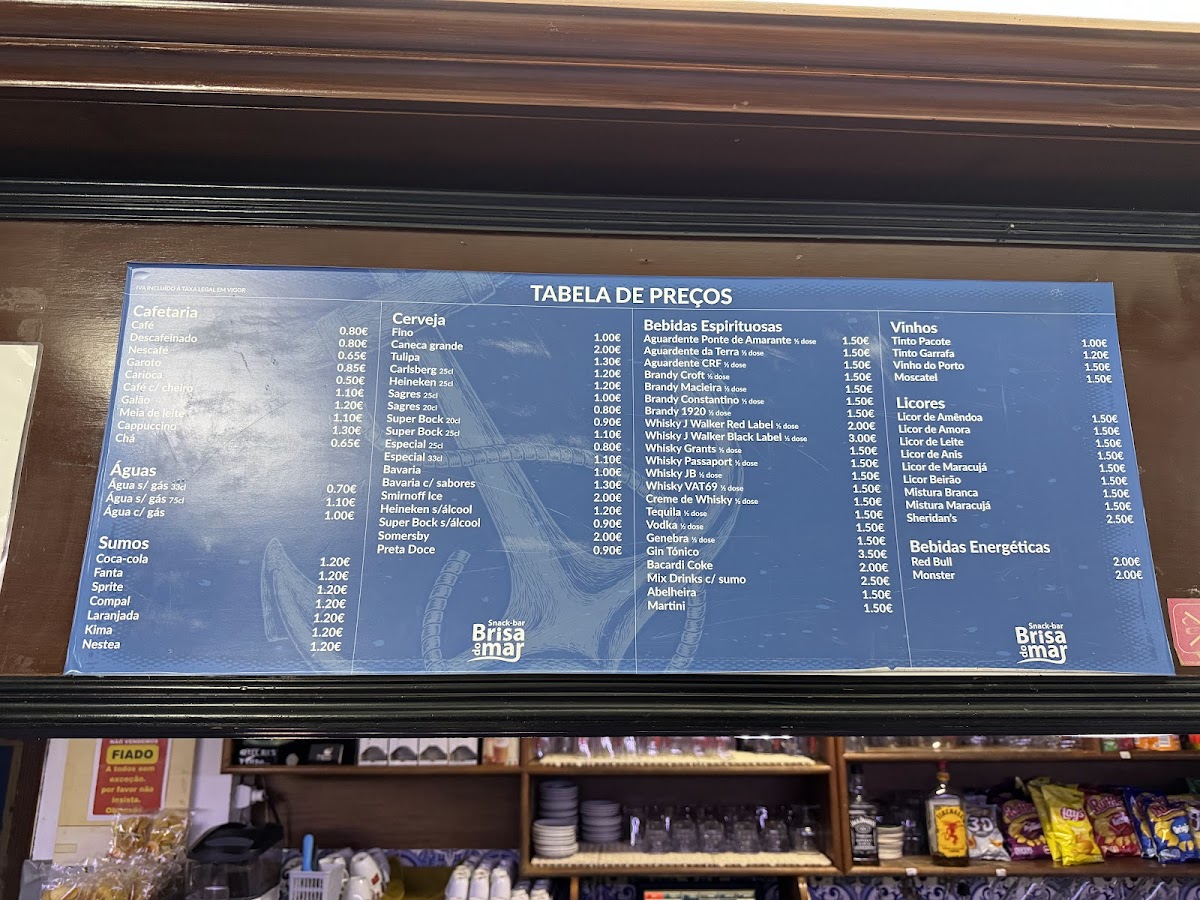 IVA INCLUÍDO À TAXA LEGAL EM VIGOR
TABELA DE PREÇOS
Cafetaria
Café 0.80€
Descafeinado 0.80€
Nescafé 0.65€
Garoto 0.85€
Carioca 0.50€
Café c/ cheiro 1.10€
Galão 1.20€
Meia de leite 1.10€
Cappuccino 1.30€
Chá 0.65€
Águas
Água s/ gás 33cl 0.70€
Água s/ gás 75cl 1.10€
Água c/ gás 1.00€
Sumos
Coca-cola 1.20€
Fanta 1.20€
Sprite 1.20€
Compal 1.20€
Laranjada 1.20€
Kima 1.20€
Nestea 1.20€
Cerveja
Fino 1.00€
Caneca grande 2.00€
Tulipa 1.30€
Carlsberg 25cl 1.20€
Heineken 25cl 1.20€
Sagres 25cl 1.00€
Sagres 20cl 0.80€
Super Bock 20cl 0.90€
Super Bock 25cl 1.10€
Especial 25cl 0.80€
Especial 33cl 1.10€
Bavaria 1.00€
Bavaria c/ sabores 1.30€
Smirnoff Ice 2.00€
Heineken s/álcool 1.20€
Super Bock s/álcool 0.90€
Somersby 2.00€
Preta Doce 0.90€
Snack-bar
Brisa
do mar
Bebidas Espirituosas
Aguardente Ponte de Amarante ½ dose 1.50€
Aguardente da Terra ½ dose 1.50€
Aguardente CRF ½ dose 1.50€
Brandy Croft ½ dose 1.50€
Brandy Macieira ½ dose 1.50€
Brandy Constantino ½ dose 1.50€
Brandy 1920 ½ dose 1.50€
Whisky J Walker Red Label ½ dose 2.00€
Whisky J Walker Black Label ½ dose 3.00€
Whisky Grants ½ dose 1.50€
Whisky Passaport ½ dose 1.50€
Whisky JB ½ dose 1.50€
Whisky VAT69 ½ dose 1.50€
Creme de Whisky ½ dose 1.50€
Tequila ½ dose 1.50€
Vodka ½ dose 1.50€
Genebra ½ dose 1.50€
Gin Tónico 3.50€
Bacardi Coke 2.00€
Mix Drinks c/ sumo 2.50€
Abelheira 1.50€
Martini 1.50€
Vinhos
Tinto Pacote 1.00€
Tinto Garrafa 1.20€
Vinho do Porto 1.50€
Moscatel 1.50€
Licores
Licor de Amêndoa 1.50€
Licor de Amora 1.50€
Licor de Leite 1.50€
Licor de Anis 1.50€
Licor de Maracujá 1.50€
Licor Beirão 1.50€
Mistura Branca 1.50€
Mistura Maracujá 1.50€
Sheridan's 2.50€
Bebidas Energéticas
Red Bull 2.00€
Monster 2.00€
Snack-bar
Brisa
do mar
NÃO VENDEMOS
FIADO
A todos sem
exceção,
por favor não
insista.
3D
Lay's